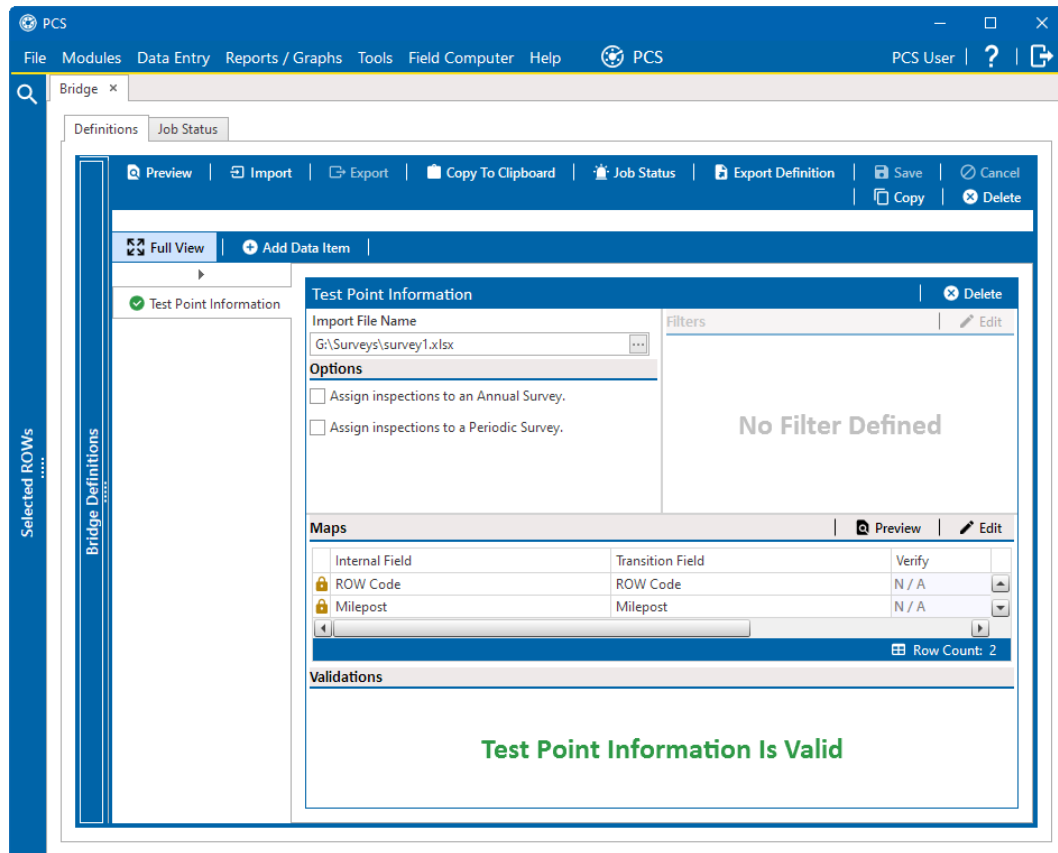 PCS
File Modules Data Entry Reports / Graphs Tools Field Computer Help PCS PCS User ?
Bridge ×
Definitions Job Status
Selected ROWs
Bridge Definitions
Preview Import Export Copy To Clipboard Job Status Export Definition Save Cancel
Copy Delete
Full View Add Data Item
Test Point Information
Test Point Information Delete
Import File Name
G:\Surveys\survey1.xlsx ...
Filters Edit
Options
Assign inspections to an Annual Survey.
Assign inspections to a Periodic Survey.
No Filter Defined
Maps Preview Edit
Internal Field Transition Field Verify
ROW Code ROW Code N / A
Milepost Milepost N / A
Row Count: 2
Validations
Test Point Information Is Valid